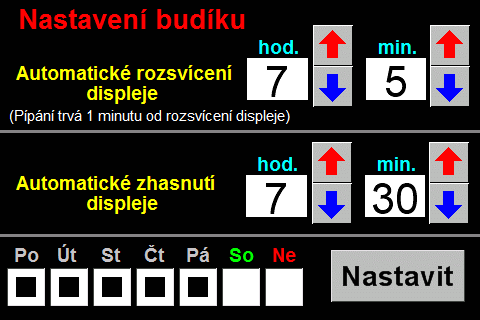 Nastavení budíku
hod. min.
Automatické rozsvícení displeje 7 5
(Pípání trvá 1 minutu od rozsvícení displeje)
hod. min.
Automatické zhasnutí displeje 7 30
Po Út St Čt Pá So Ne
Nastavit